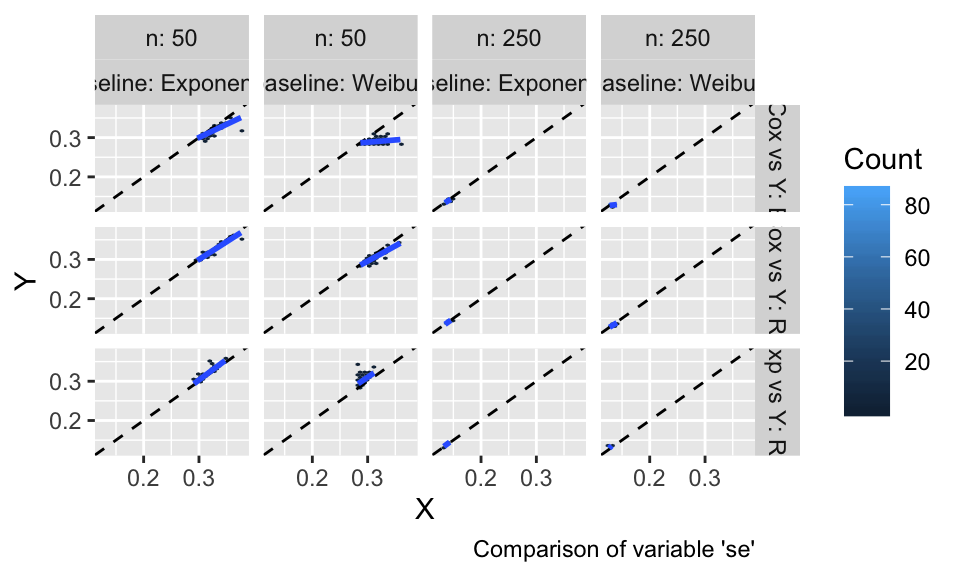 n: 50 n: 50 n: 250 n: 250
seline: Exponen aseline: Weibu seline: Exponen aseline: Weibu
Count
Y
0.3
0.2
Cox vs Y: E
0.3
0.2
ox vs Y: R
0.3
0.2
xp vs Y: R
80
60
40
20
0.2 0.3 0.2 0.3 0.2 0.3 0.2 0.3
X
Comparison of variable 'se'